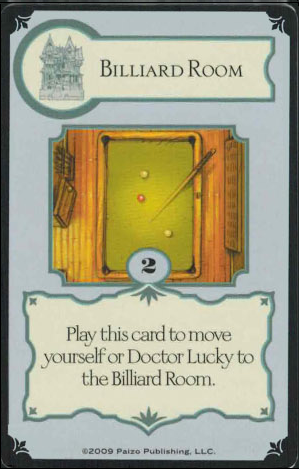 BILLIARD ROOM
2
Play this card to move
yourself or Doctor Lucky to
the Billiard Room.
©2009 Paizo Publishing, LLC.